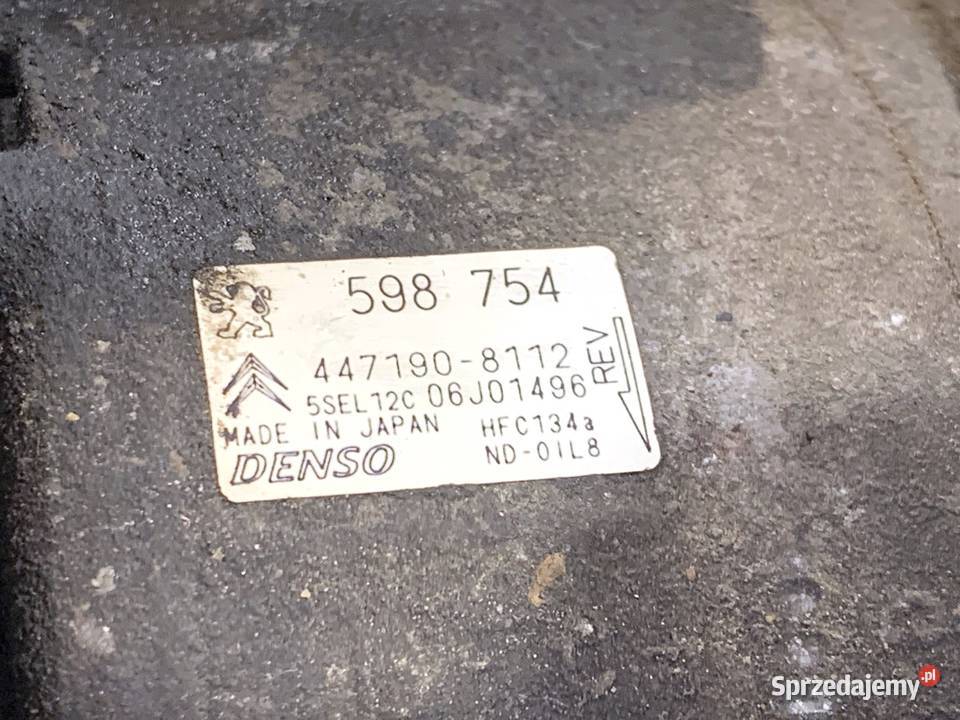 598 754
447190-8112
5SEL12C 06J01496
REV
MADE IN JAPAN HFC134a
DENSO ND-OIL8
Sprzedajemy.pl